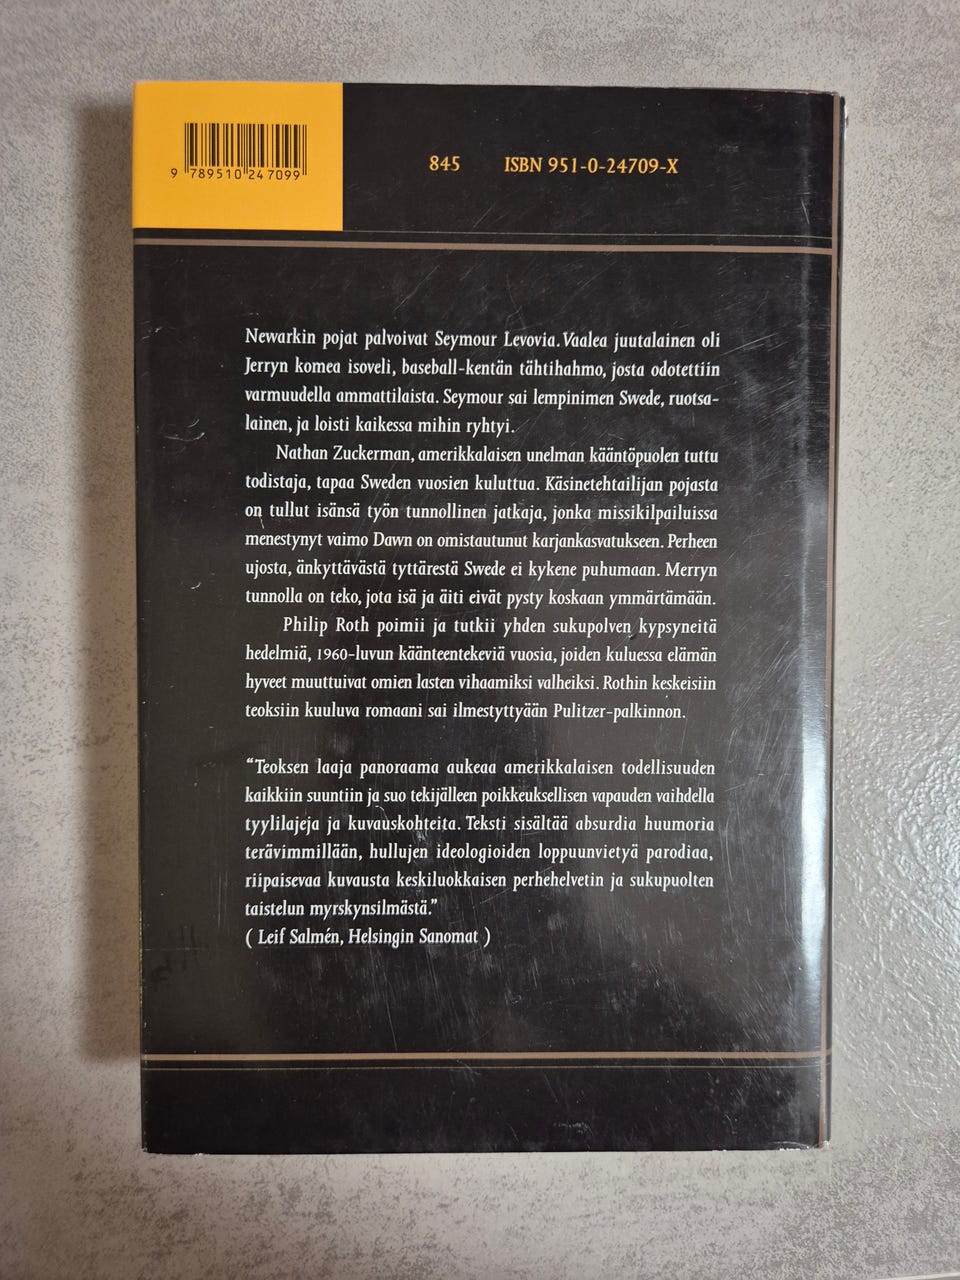 845 ISBN 951-0-24709-X
9 789510 247099
Newarkin pojat palvoivat Seymour Levovia. Vaalea juutalainen oli
Jerryn komea isoveli, baseball-kentän tähtihahmo, josta odotettiin
varmuudella ammattilaista. Seymour sai lempinimen Swede, ruotsa-
lainen, ja loisti kaikessa mihin ryhtyi.
Nathan Zuckerman, amerikkalaisen unelman kääntöpuolen tuttu
todistaja, tapaa Sweden vuosien kuluttua. Käsinetehtailijan pojasta
on tullut isänsä työn tunnollinen jatkaja, jonka missikilpailuissa
menestynyt vaimo Dawn on omistautunut karjankasvatukseen. Perheen
ujosta, änkyttävästä tyttärestä Swede ei kykene puhumaan. Merryn
tunnolla on teko, jota isä ja äiti eivät pysty koskaan ymmärtämään.
Philip Roth poimii ja tutkii yhden sukupolven kypsyneitä
hedelmiä, 1960-luvun käänteentekeviä vuosia, joiden kuluessa elämän
hyveet muuttuivat omien lasten vihaamiksi valheiksi. Rothin keskeisiin
teoksiin kuuluva romaani sai ilmestyttyään Pulitzer-palkinnon.
“Teoksen laaja panoraama aukeaa amerikkalaisen todellisuuden
kaikkiin suuntiin ja suo tekijälleen poikkeuksellisen vapauden vaihdella
tyylilajeja ja kuvauskohteita. Teksti sisältää absurdia huumoria
terävimmillään, hullujen ideologioiden loppuunvietyä parodiaa,
riipaisevaa kuvausta keskiluokkaisen perhehelvetin ja sukupuolten
taistelun myrskynsilmästä.”
( Leif Salmén, Helsingin Sanomat )